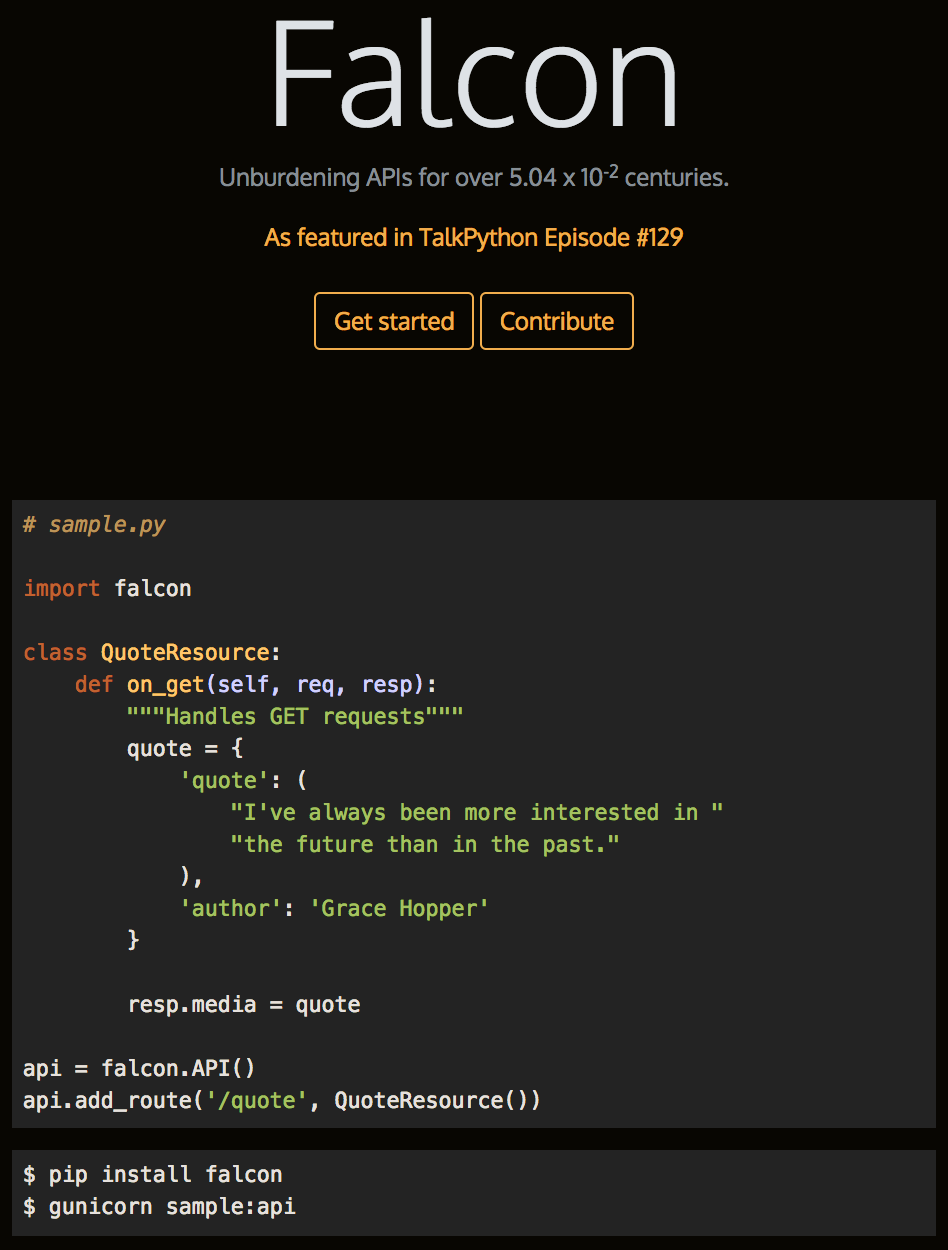 Falcon
Unburdening APIs for over 5.04 x 10⁻² centuries.
As featured in TalkPython Episode #129
Get started
Contribute
# sample.py
import falcon
class QuoteResource:
    def on_get(self, req, resp):
        """Handles GET requests"""
        quote = {
            'quote': (
                "I've always been more interested in "
                "the future than in the past."
            ),
            'author': 'Grace Hopper'
        }
        resp.media = quote
api = falcon.API()
api.add_route('/quote', QuoteResource())
$ pip install falcon
$ gunicorn sample:api